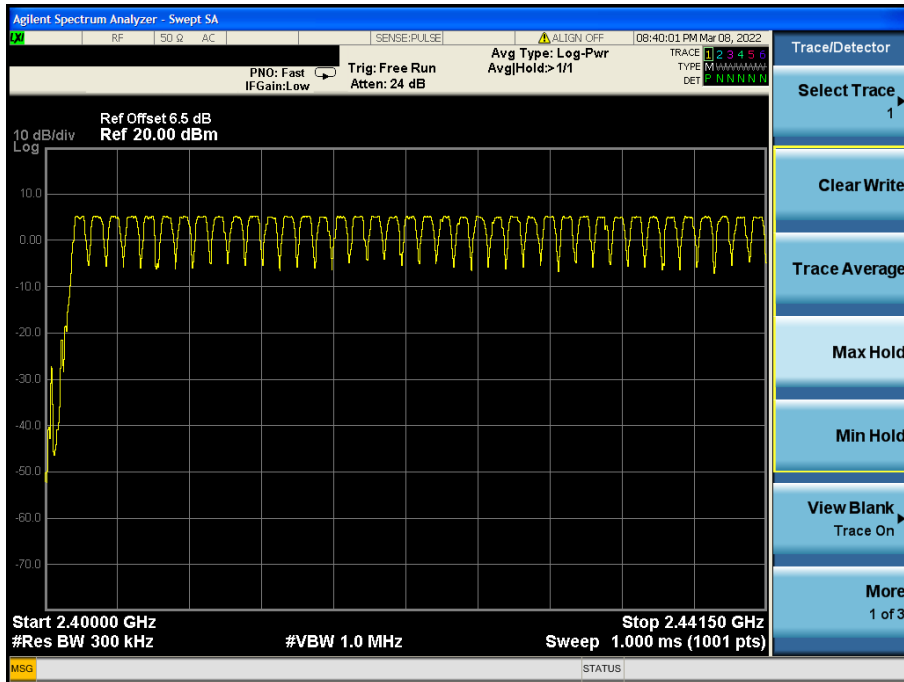 Agilent Spectrum Analyzer - Swept SA
LXI RF 50 Ω AC SENSE:PULSE ALIGN OFF 08:40:01 PM Mar 08, 2022
PNO: Fast
IFGain:Low
Trig: Free Run
Atten: 24 dB
Avg Type: Log-Pwr
Avg|Hold:>1/1
TRACE 1 2 3 4 5 6
TYPE M W W W W W
DET P N N N N N
Ref Offset 6.5 dB
10 dB/div Ref 20.00 dBm
Log
10.0
0.00
-10.0
-20.0
-30.0
-40.0
-50.0
-60.0
-70.0
Start 2.40000 GHz Stop 2.44150 GHz
#Res BW 300 kHz #VBW 1.0 MHz Sweep 1.000 ms (1001 pts)
MSG STATUS
Trace/Detector
Select Trace
1
Clear Write
Trace Average
Max Hold
Min Hold
View Blank
Trace On
More
1 of 3